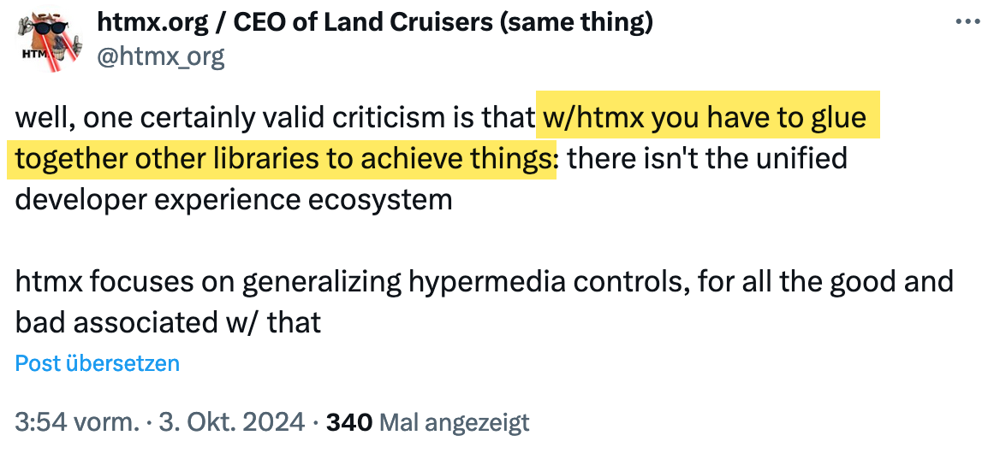 htmx.org / CEO of Land Cruisers (same thing)
HTM
@htmx_org
well, one certainly valid criticism is that w/htmx you have to glue
together other libraries to achieve things: there isn't the unified
developer experience ecosystem
htmx focuses on generalizing hypermedia controls, for all the good and
bad associated w/ that
Post übersetzen
3:54 vorm. · 3. Okt. 2024 · 340 Mal angezeigt